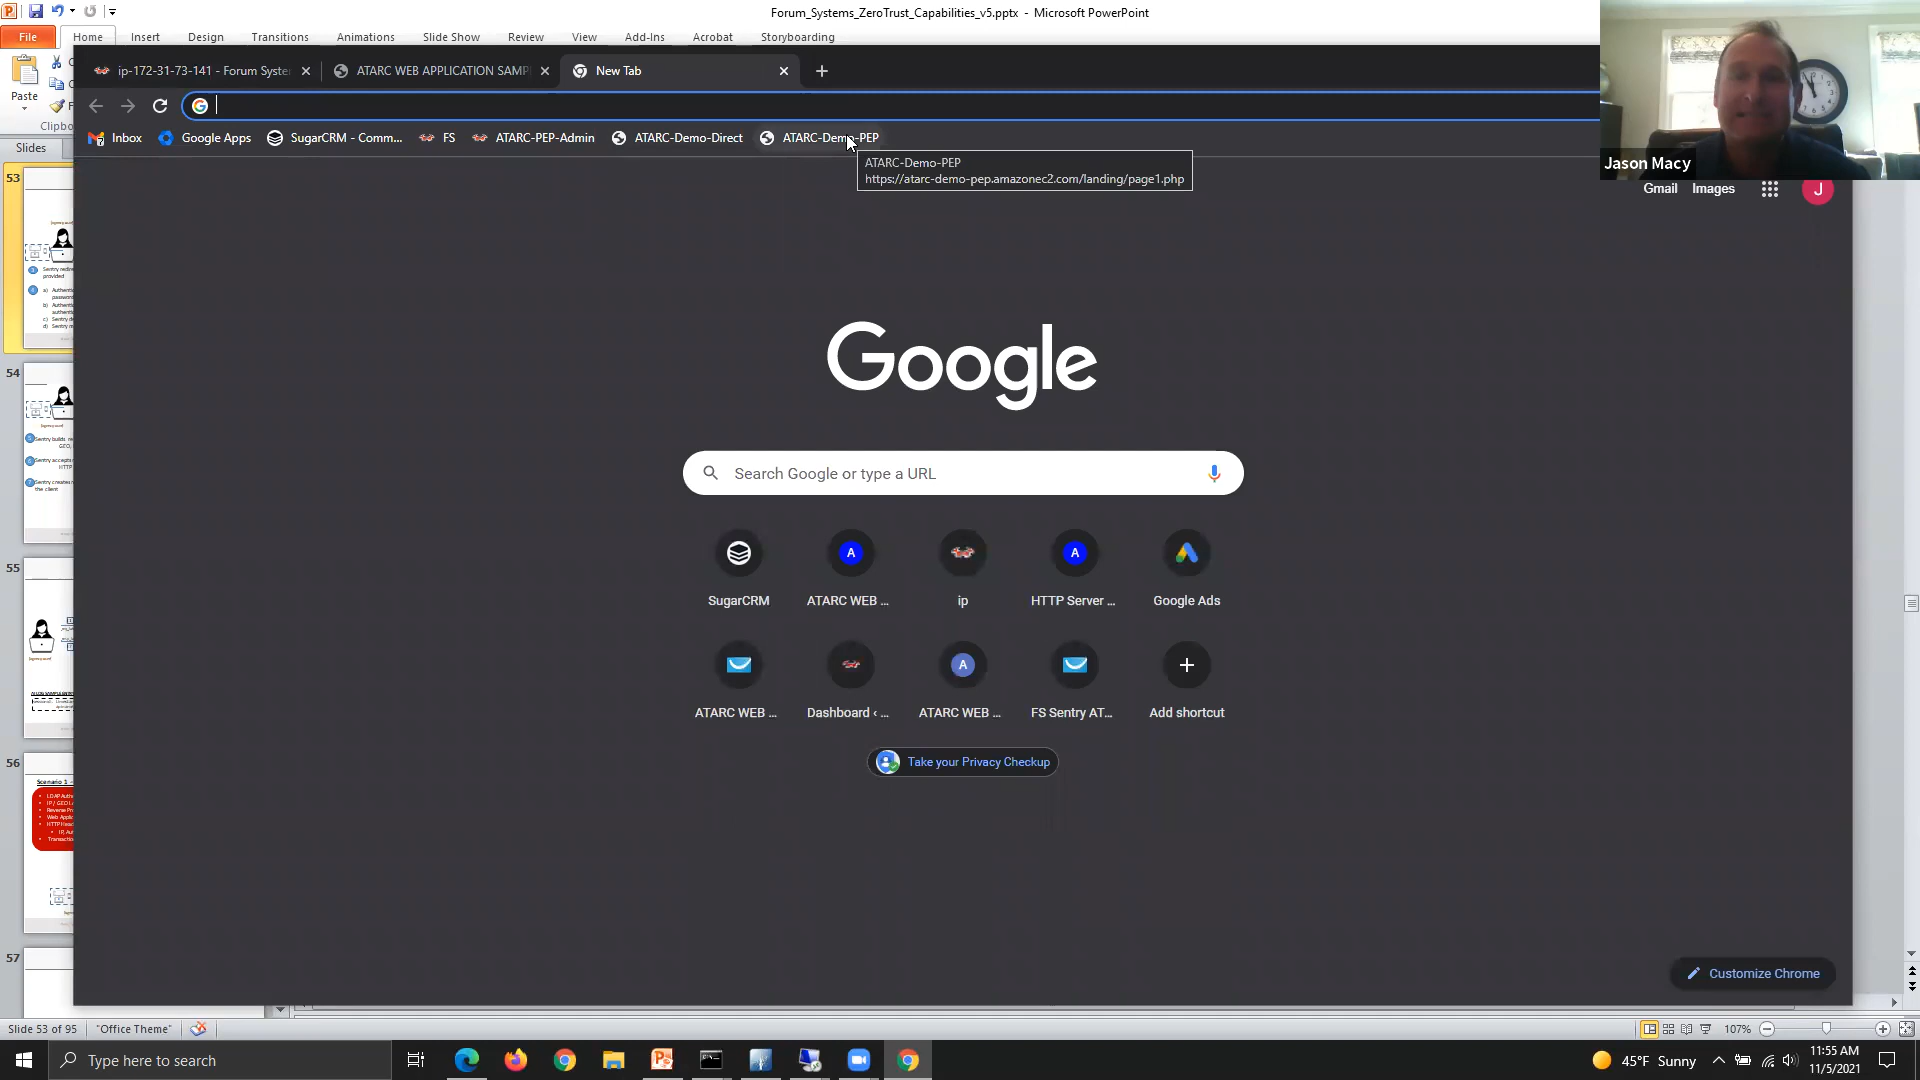 Forum_Systems_ZeroTrust_Capabilities_v5.pptx - Microsoft PowerPoint
File Home Insert Design Transitions Animations Slide Show Review View Add-Ins Acrobat Storyboarding
Paste
Slides
ip-172-31-73-141 - Forum Syste
ATARC WEB APPLICATION SAMP
New Tab
Inbox Google Apps SugarCRM - Comm... FS ATARC-PEP-Admin ATARC-Demo-Direct ATARC-Demo-PEP
ATARC-Demo-PEP
https://atarc-demo-pep.amazonec2.com/landing/page1.php
Jason Macy
Gmail Images J
53
54
55
56
57
Google
Search Google or type a URL
SugarCRM ATARC WEB ... ip HTTP Server ... Google Ads
ATARC WEB ... Dashboard ‹ ... ATARC WEB ... FS Sentry AT... Add shortcut
Take your Privacy Checkup
Customize Chrome
Slide 53 of 95 "Office Theme" 107%
Type here to search
45°F Sunny
11:55 AM
11/5/2021